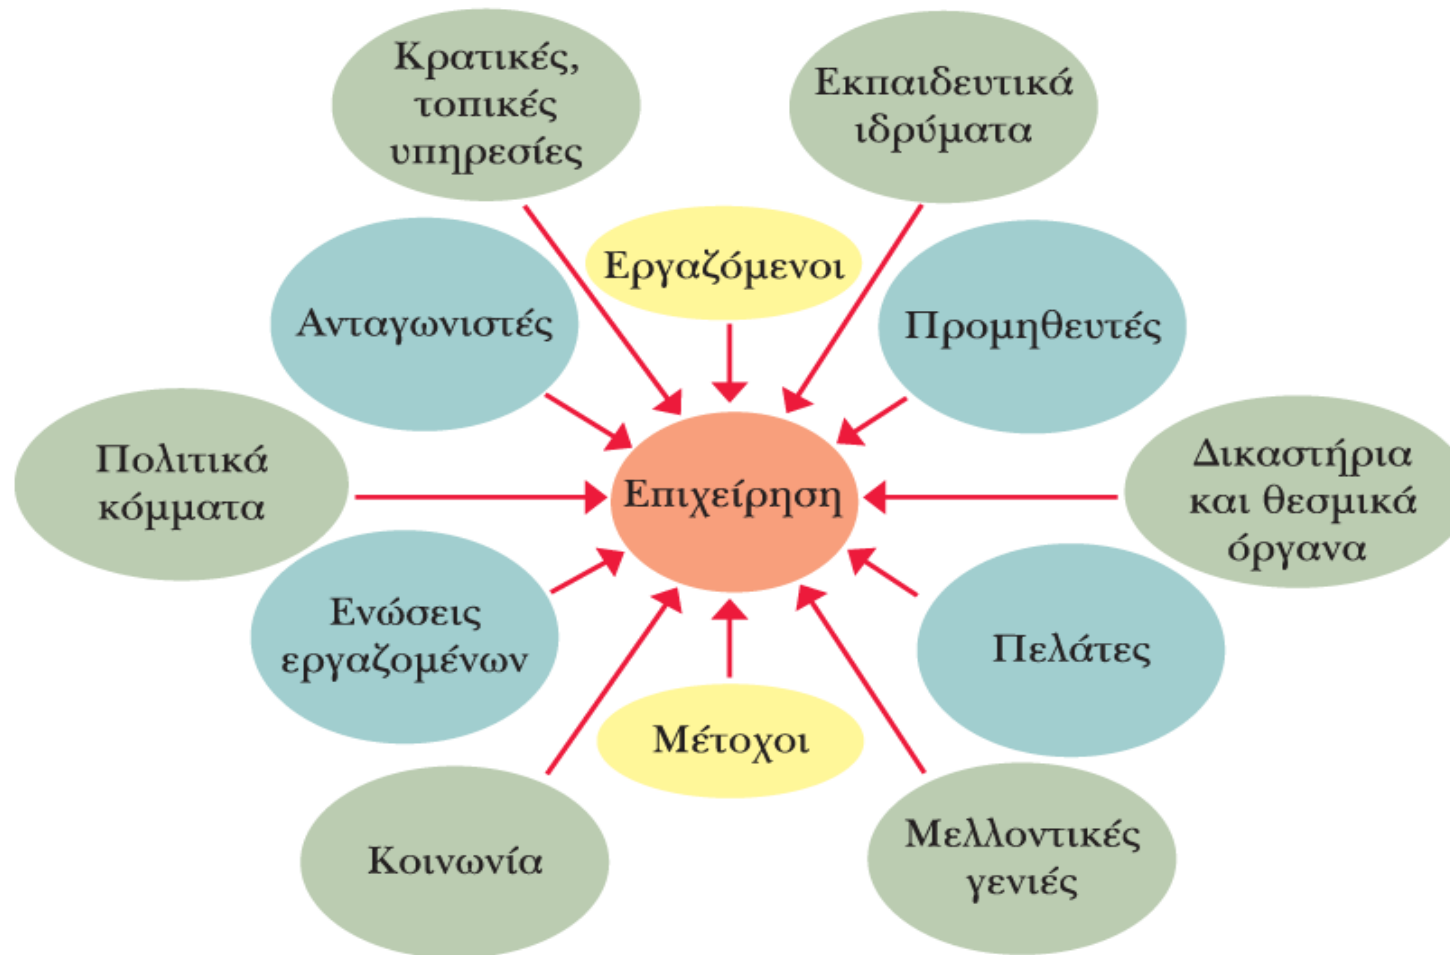 Κρατικές,
τοπικές
υπηρεσίες
Εκπαιδευτικά
ιδρύματα
Εργαζόμενοι
Ανταγωνιστές
Προμηθευτές
Πολιτικά
κόμματα
Επιχείρηση
Δικαστήρια
και θεσμικά
όργανα
Ενώσεις
εργαζομένων
Πελάτες
Μέτοχοι
Κοινωνία
Μελλοντικές
γενιές